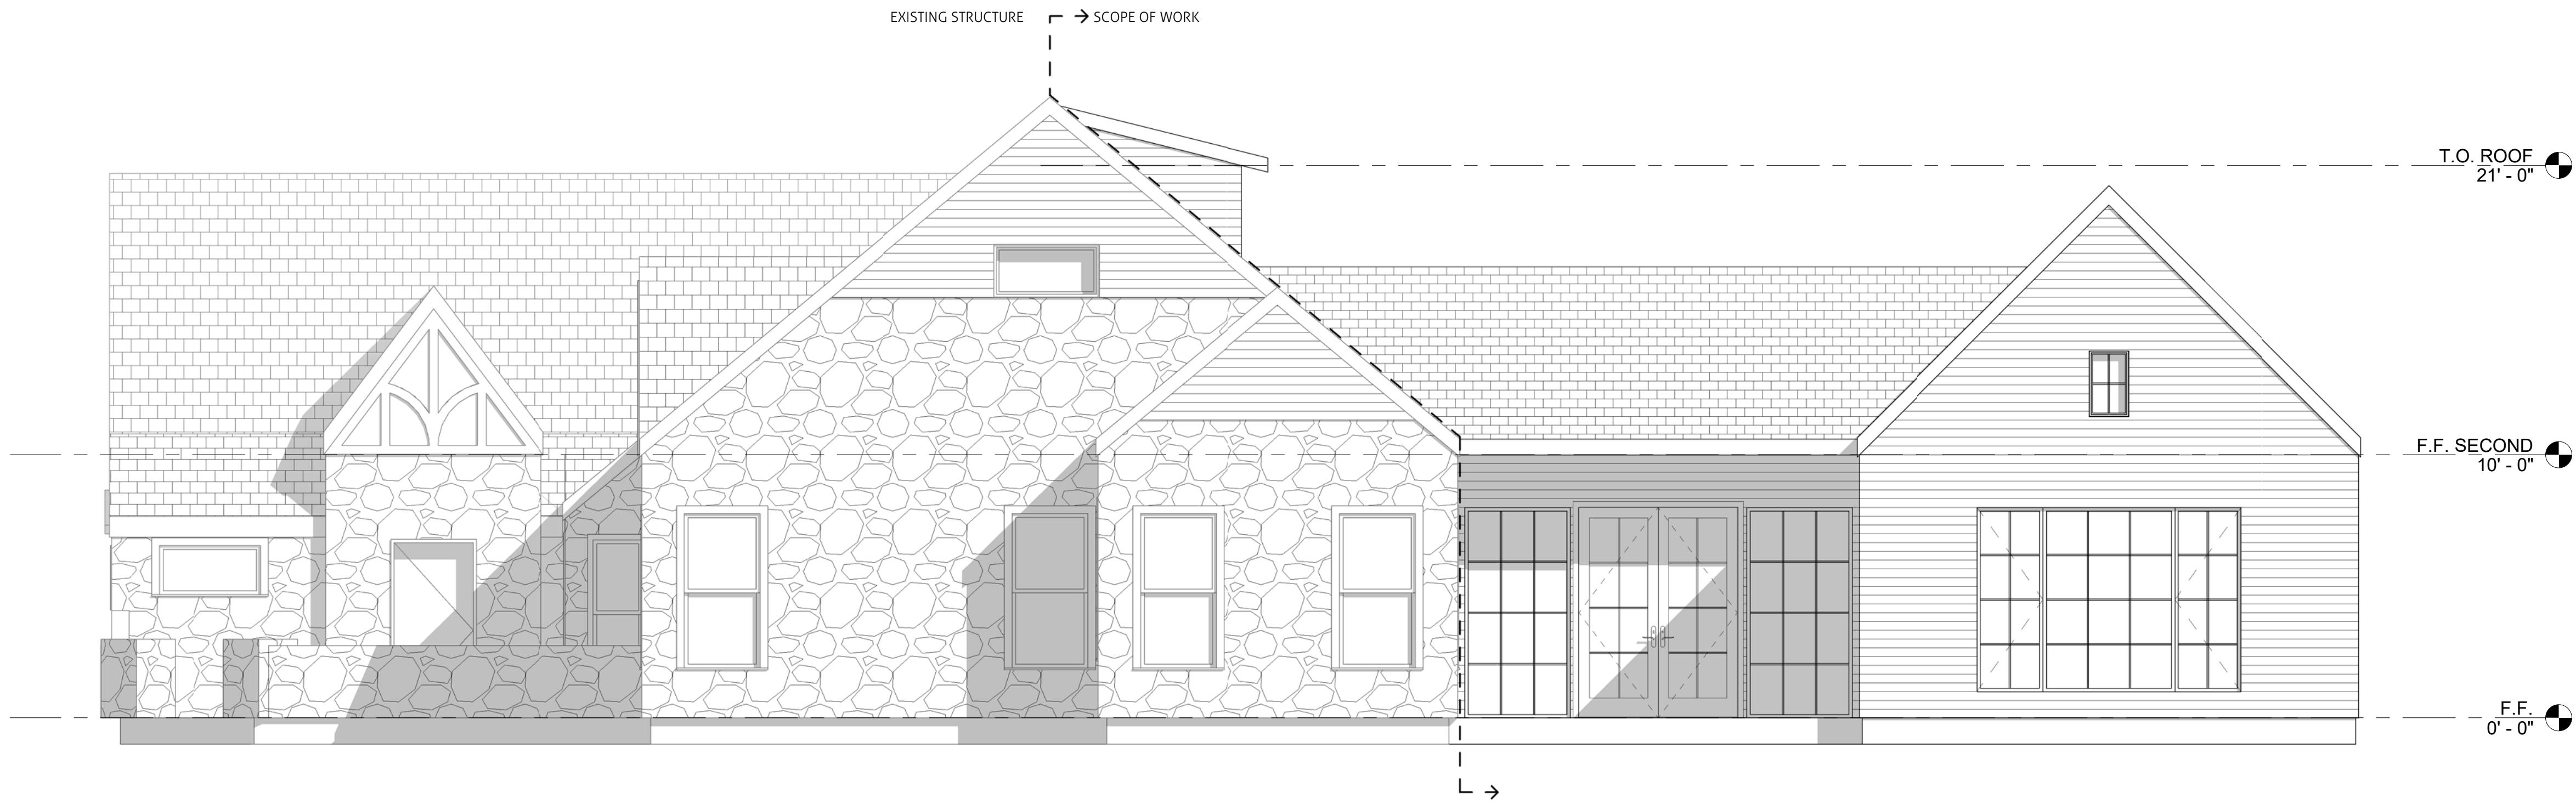 EXISTING STRUCTURE
SCOPE OF WORK
T.O. ROOF
21' - 0"
F.F. SECOND
10' - 0"
F.F.
0' - 0"